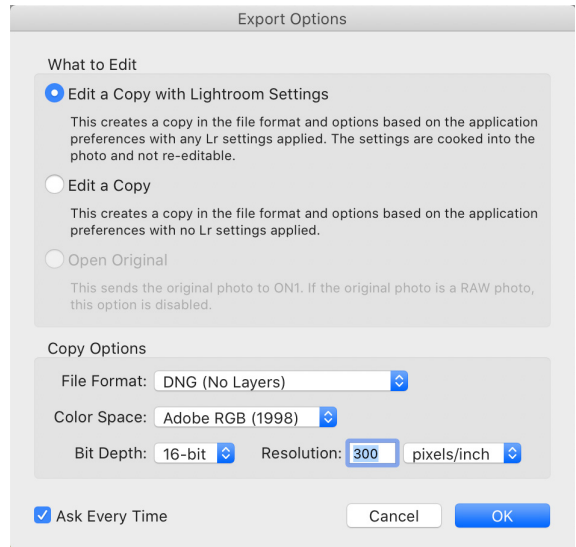 Export Options
What to Edit
Edit a Copy with Lightroom Settings
This creates a copy in the file format and options based on the application
preferences with any Lr settings applied. The settings are cooked into the
photo and not re-editable.
Edit a Copy
This creates a copy in the file format and options based on the application
preferences with no Lr settings applied.
Open Original
This sends the original photo to ON1. If the original photo is a RAW photo,
this option is disabled.
Copy Options
File Format: DNG (No Layers)
Color Space: Adobe RGB (1998)
Bit Depth: 16-bit Resolution: 300 pixels/inch
Ask Every Time Cancel OK